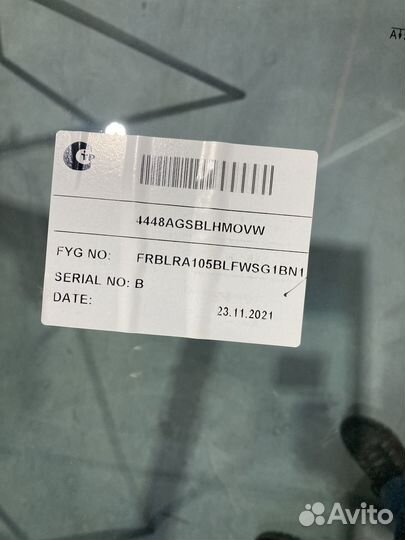 4448AGSBLHMOVW
FYG NO: FRBLRA105BLFWSG1BN1
SERIAL NO: B
DATE: 23.11.2021
Avito